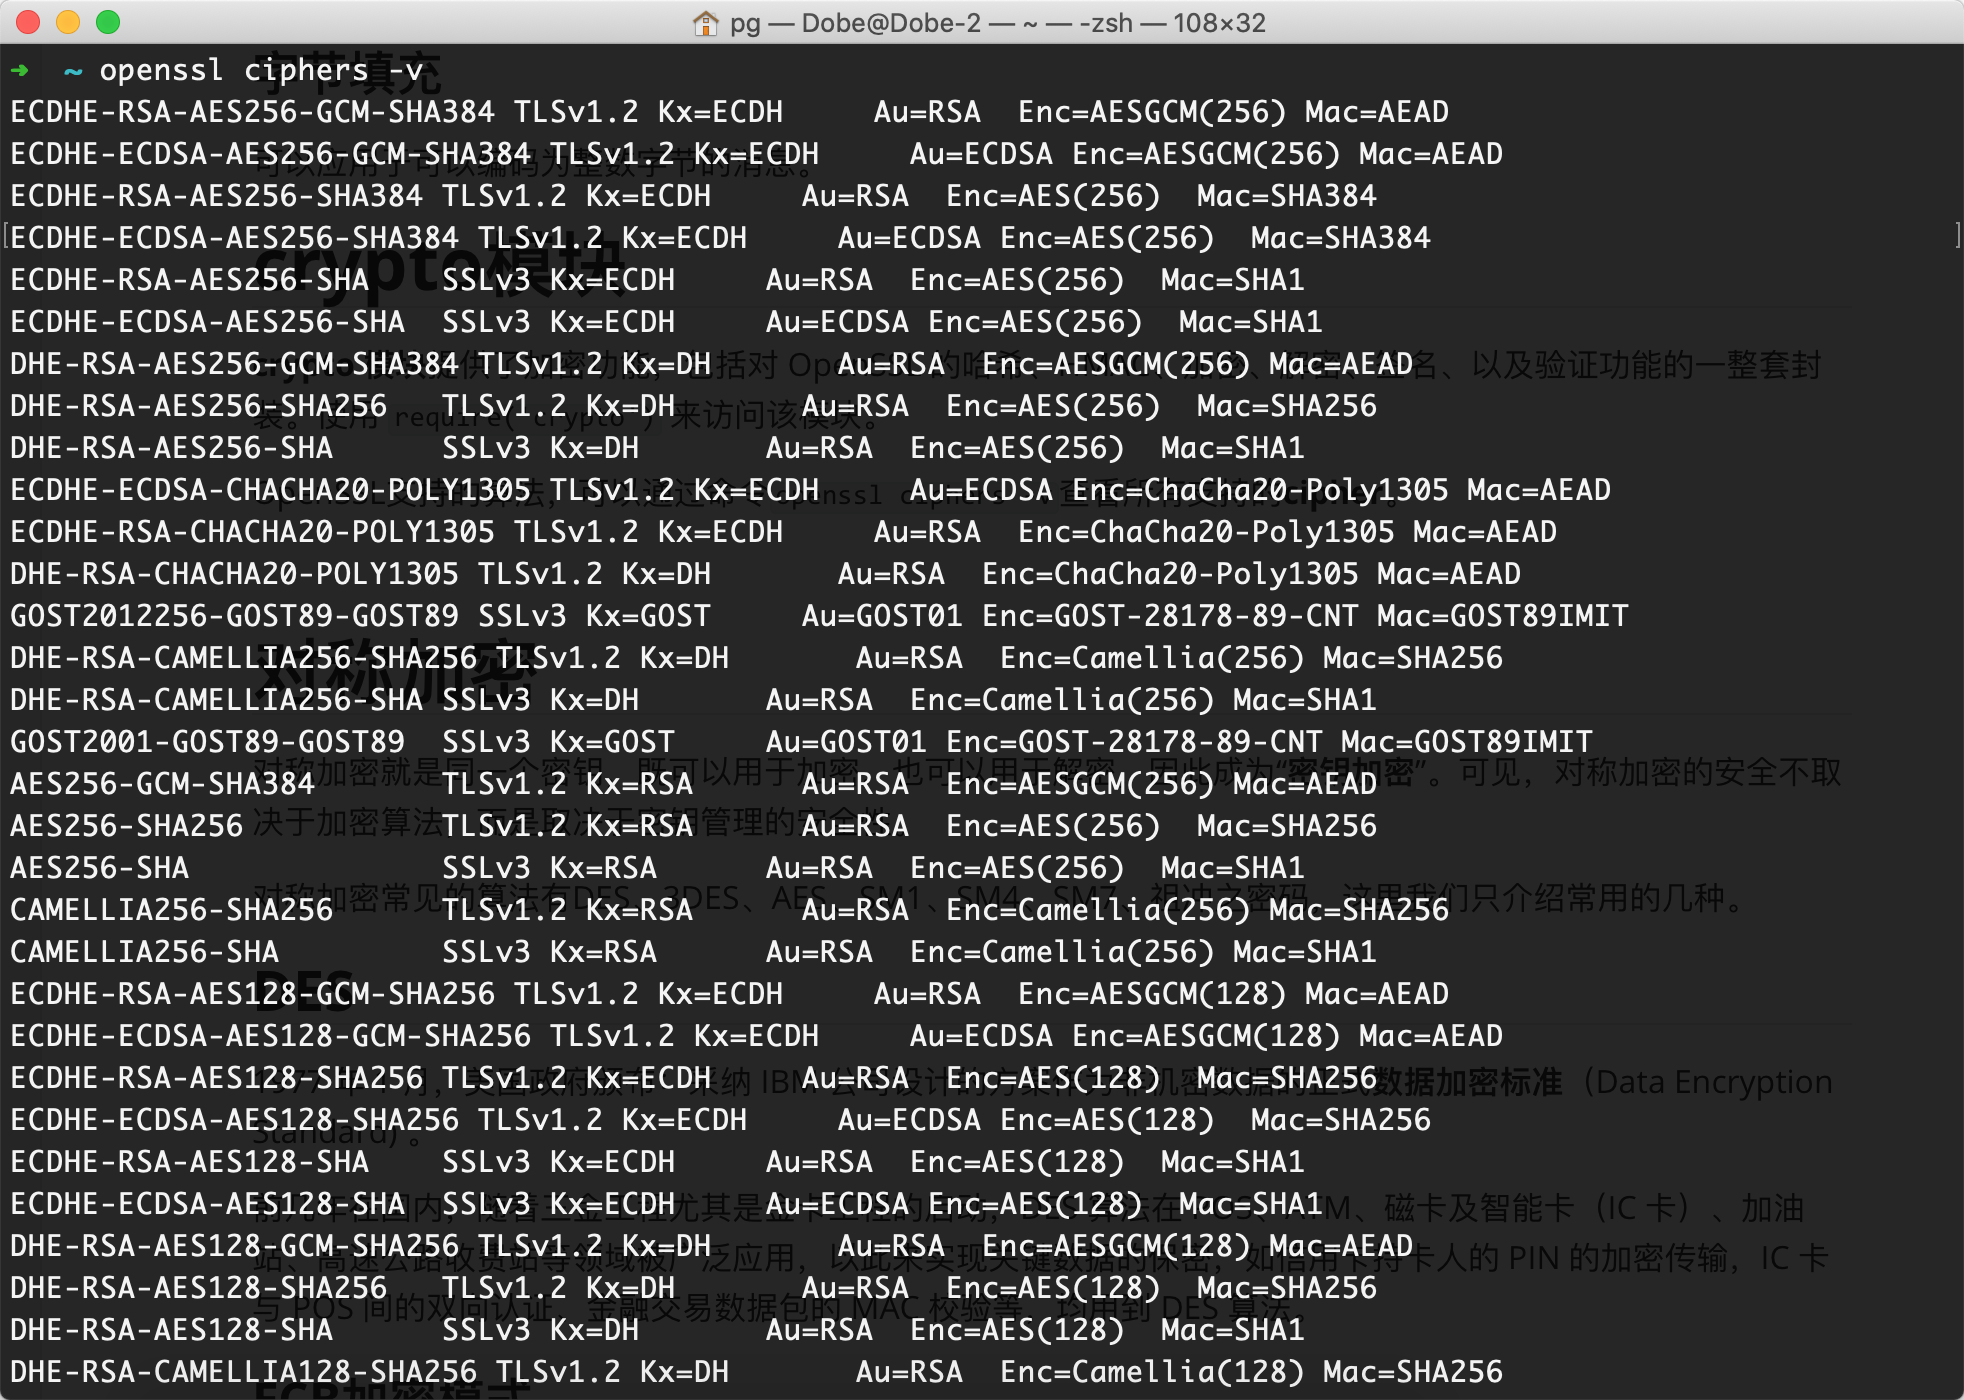 pg — Dobe@Dobe-2 — ~ — -zsh — 108×32
➜  ~ openssl ciphers -v
ECDHE-RSA-AES256-GCM-SHA384 TLSv1.2 Kx=ECDH     Au=RSA  Enc=AESGCM(256) Mac=AEAD
ECDHE-ECDSA-AES256-GCM-SHA384 TLSv1.2 Kx=ECDH     Au=ECDSA Enc=AESGCM(256) Mac=AEAD
ECDHE-RSA-AES256-SHA384 TLSv1.2 Kx=ECDH     Au=RSA  Enc=AES(256)  Mac=SHA384
ECDHE-ECDSA-AES256-SHA384 TLSv1.2 Kx=ECDH     Au=ECDSA Enc=AES(256)  Mac=SHA384
ECDHE-RSA-AES256-SHA    SSLv3 Kx=ECDH     Au=RSA  Enc=AES(256)  Mac=SHA1
ECDHE-ECDSA-AES256-SHA  SSLv3 Kx=ECDH     Au=ECDSA Enc=AES(256)  Mac=SHA1
DHE-RSA-AES256-GCM-SHA384 TLSv1.2 Kx=DH       Au=RSA  Enc=AESGCM(256) Mac=AEAD
DHE-RSA-AES256-SHA256   TLSv1.2 Kx=DH       Au=RSA  Enc=AES(256)  Mac=SHA256
DHE-RSA-AES256-SHA      SSLv3 Kx=DH       Au=RSA  Enc=AES(256)  Mac=SHA1
ECDHE-ECDSA-CHACHA20-POLY1305 TLSv1.2 Kx=ECDH     Au=ECDSA Enc=ChaCha20-Poly1305 Mac=AEAD
ECDHE-RSA-CHACHA20-POLY1305 TLSv1.2 Kx=ECDH     Au=RSA  Enc=ChaCha20-Poly1305 Mac=AEAD
DHE-RSA-CHACHA20-POLY1305 TLSv1.2 Kx=DH       Au=RSA  Enc=ChaCha20-Poly1305 Mac=AEAD
GOST2012256-GOST89-GOST89 SSLv3 Kx=GOST     Au=GOST01 Enc=GOST-28178-89-CNT Mac=GOST89IMIT
DHE-RSA-CAMELLIA256-SHA256 TLSv1.2 Kx=DH       Au=RSA  Enc=Camellia(256) Mac=SHA256
DHE-RSA-CAMELLIA256-SHA SSLv3 Kx=DH       Au=RSA  Enc=Camellia(256) Mac=SHA1
GOST2001-GOST89-GOST89  SSLv3 Kx=GOST     Au=GOST01 Enc=GOST-28178-89-CNT Mac=GOST89IMIT
AES256-GCM-SHA384       TLSv1.2 Kx=RSA      Au=RSA  Enc=AESGCM(256) Mac=AEAD
AES256-SHA256           TLSv1.2 Kx=RSA      Au=RSA  Enc=AES(256)  Mac=SHA256
AES256-SHA              SSLv3 Kx=RSA      Au=RSA  Enc=AES(256)  Mac=SHA1
CAMELLIA256-SHA256      TLSv1.2 Kx=RSA      Au=RSA  Enc=Camellia(256) Mac=SHA256
CAMELLIA256-SHA         SSLv3 Kx=RSA      Au=RSA  Enc=Camellia(256) Mac=SHA1
ECDHE-RSA-AES128-GCM-SHA256 TLSv1.2 Kx=ECDH     Au=RSA  Enc=AESGCM(128) Mac=AEAD
ECDHE-ECDSA-AES128-GCM-SHA256 TLSv1.2 Kx=ECDH     Au=ECDSA Enc=AESGCM(128) Mac=AEAD
ECDHE-RSA-AES128-SHA256 TLSv1.2 Kx=ECDH     Au=RSA  Enc=AES(128)  Mac=SHA256
ECDHE-ECDSA-AES128-SHA256 TLSv1.2 Kx=ECDH     Au=ECDSA Enc=AES(128)  Mac=SHA256
ECDHE-RSA-AES128-SHA    SSLv3 Kx=ECDH     Au=RSA  Enc=AES(128)  Mac=SHA1
ECDHE-ECDSA-AES128-SHA  SSLv3 Kx=ECDH     Au=ECDSA Enc=AES(128)  Mac=SHA1
DHE-RSA-AES128-GCM-SHA256 TLSv1.2 Kx=DH       Au=RSA  Enc=AESGCM(128) Mac=AEAD
DHE-RSA-AES128-SHA256   TLSv1.2 Kx=DH       Au=RSA  Enc=AES(128)  Mac=SHA256
DHE-RSA-AES128-SHA      SSLv3 Kx=DH       Au=RSA  Enc=AES(128)  Mac=SHA1
DHE-RSA-CAMELLIA128-SHA256 TLSv1.2 Kx=DH       Au=RSA  Enc=Camellia(128) Mac=SHA256